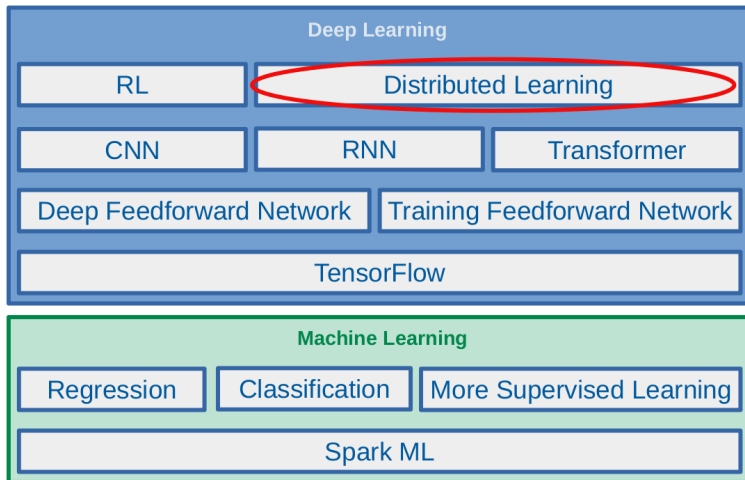 Deep Learning
RL Distributed Learning
CNN RNN Transformer
Deep Feedforward Network Training Feedforward Network
TensorFlow
Machine Learning
Regression Classification More Supervised Learning
Spark ML